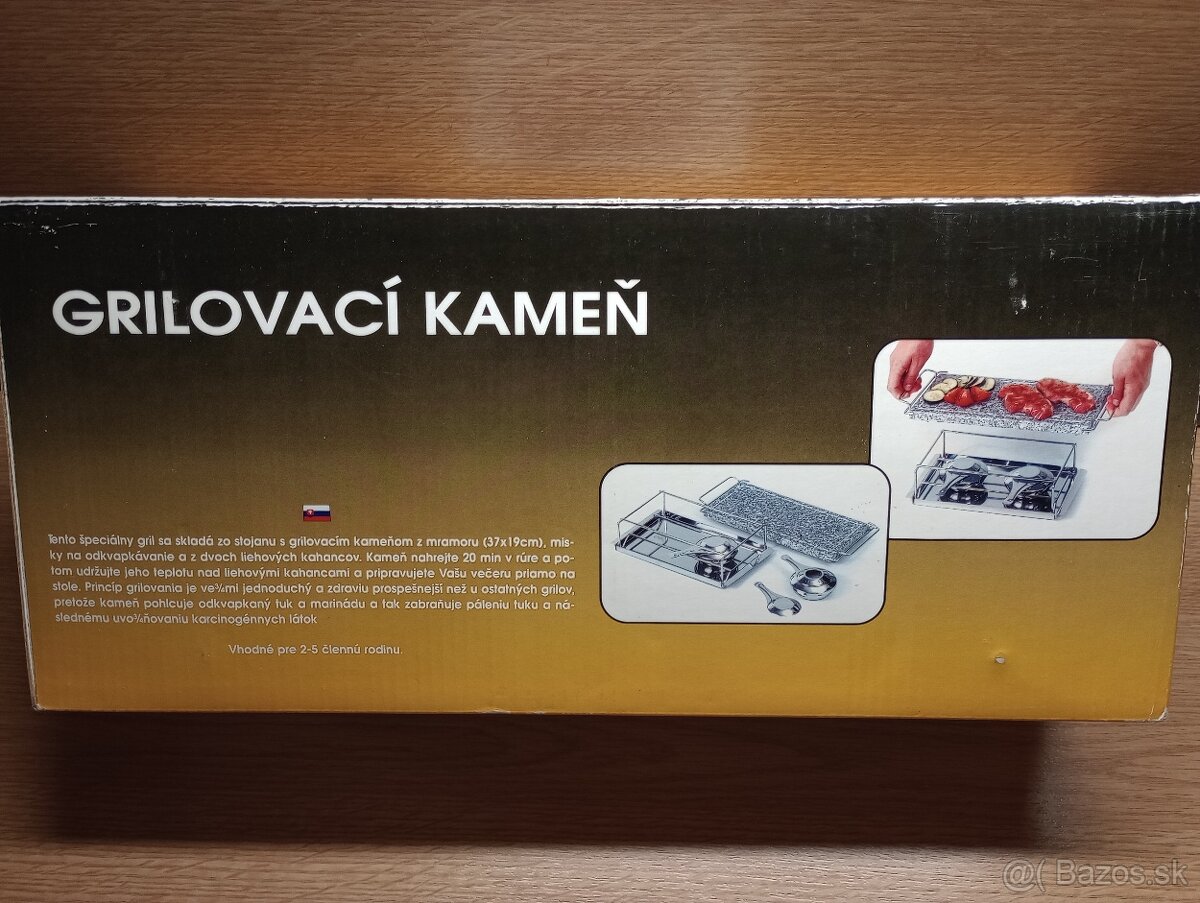 GRILOVACÍ KAMEŇ
Tento špeciálny gril sa skladá zo stojanu s grilovacím kameňom z mramoru (37x19cm), mis-
ky na odkvapkávanie a z dvoch liehových kahancov. Kameň nahrejte 20 min v rúre a po-
tom udržujte jeho teplotu nad liehovými kahancami a pripravujete Vašu večeru priamo na
stole. Princíp grilovania je ve¾mi jednoduchý a zdraviu prospešnejší než u ostatných grilov,
pretože kameň pohlcuje odkvapkaný tuk a marinádu a tak zabraňuje páleniu tuku a ná-
slednému uvo¾ňovaniu karcinogénnych látok
Vhodné pre 2-5 člennú rodinu.
@( Bazos.sk